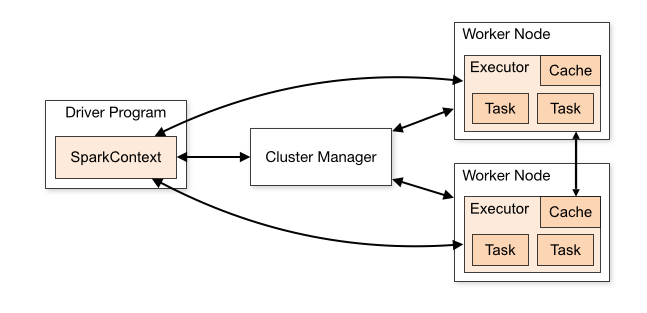 Driver Program
SparkContext
Cluster Manager
Worker Node
Executor
Cache
Task
Task
Worker Node
Executor
Cache
Task
Task